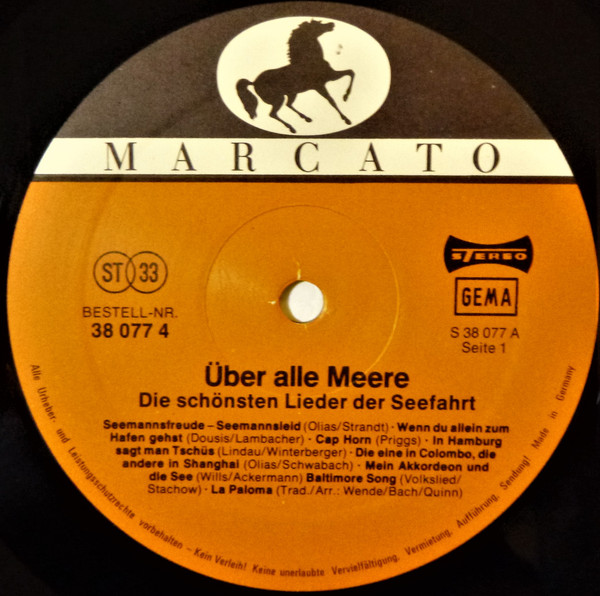 MARCATO
ST 33
STEREO
GEMA
BESTELL-NR.
38 077 4
S 38 077 A
Seite 1
Über alle Meere
Die schönsten Lieder der Seefahrt
Seemannsfreude – Seemannsleid (Olias/Strandt) · Wenn du allein zum
Hafen gehst (Dousis/Lambacher) · Cap Horn (Priggs) · In Hamburg
sagt man Tschüs (Lindau/Winterberger) · Die eine in Colombo, die
andere in Shanghai (Olias/Schwabach) · Mein Akkordeon und
die See (Wills/Ackermann) Baltimore Song (Volkslied/
Stachow) · La Paloma (Trad./Arr.: Wende/Bach/Quinn)
Alle Urheber- und Leistungsschutzrechte vorbehalten – Kein Verleih! Keine unerlaubte Vervielfältigung, Vermietung, Aufführung, Sendung! Made in Germany